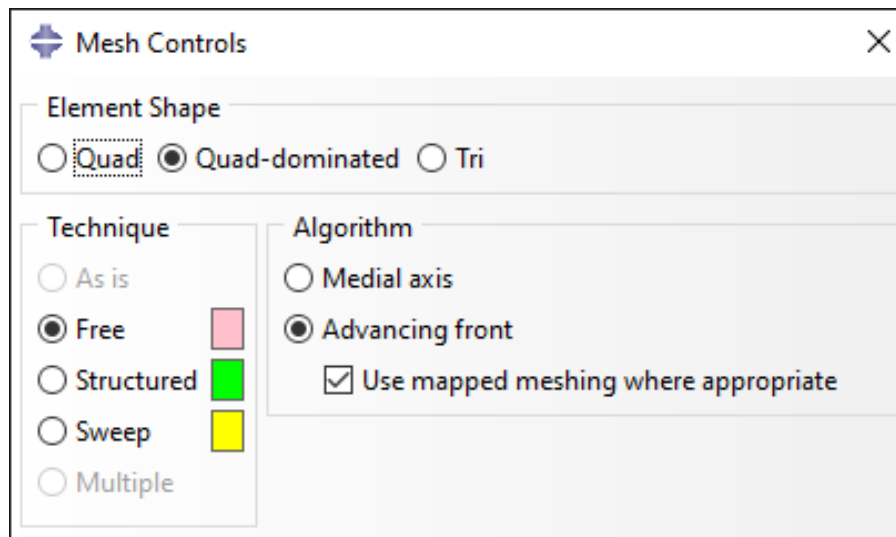 Mesh Controls
Element Shape
Quad Quad-dominated Tri
Technique
As is
Free
Structured
Sweep
Multiple
Algorithm
Medial axis
Advancing front
Use mapped meshing where appropriate